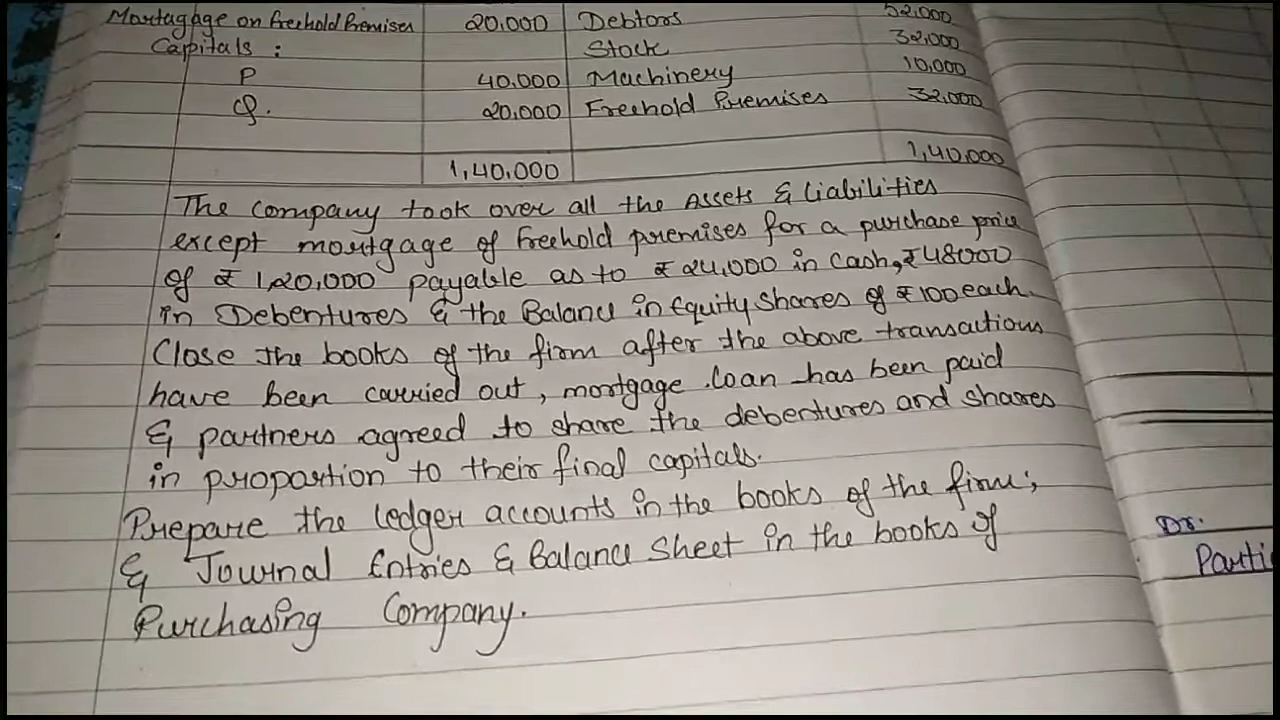 Mortagage on Freehold Premises 20,000 Debtors 52,000
Capitals : Stock 32,000
P 40,000 Machinery 10,000
Q. 20,000 Freehold Premises 32,000
1,40,000 1,40,000
The company took over all the Assets & Liabilities
except mortgage of freehold premises for a purchase price
of ₹ 1,20,000 payable as to ₹ 24,000 in Cash, ₹ 48000
in Debentures & the Balance in Equity Shares of ₹ 100 each.
Close the books of the firm after the above transactions
have been carried out, mortgage loan has been paid
& partners agreed to share the debentures and shares
in proportion to their final capitals.
Prepare the ledger accounts in the books of the firm;
& Journal Entries & Balance Sheet in the books of
Purchasing Company.
Dr.
Parti